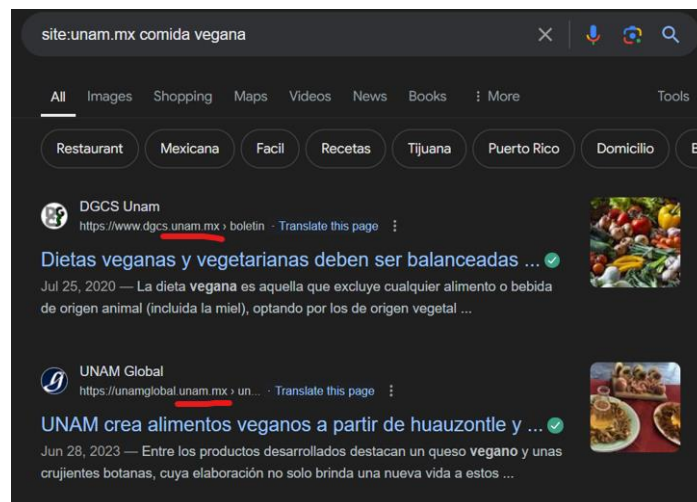 site:unam.mx comida vegana
All Images Shopping Maps Videos News Books More Tools
Restaurant Mexicana Facil Recetas Tijuana Puerto Rico Domicilio
DGCS Unam
https://www.dgcs.unam.mx › boletin · Translate this page
Dietas veganas y vegetarianas deben ser balanceadas ...
Jul 25, 2020 — La dieta vegana es aquella que excluye cualquier alimento o bebida
de origen animal (incluida la miel), optando por los de origen vegetal ...
UNAM Global
https://unamglobal.unam.mx › un... · Translate this page
UNAM crea alimentos veganos a partir de huauzontle y ...
Jun 28, 2023 — Entre los productos desarrollados destacan un queso vegano y unas
crujientes botanas, cuya elaboración no solo brinda una nueva vida a estos ...